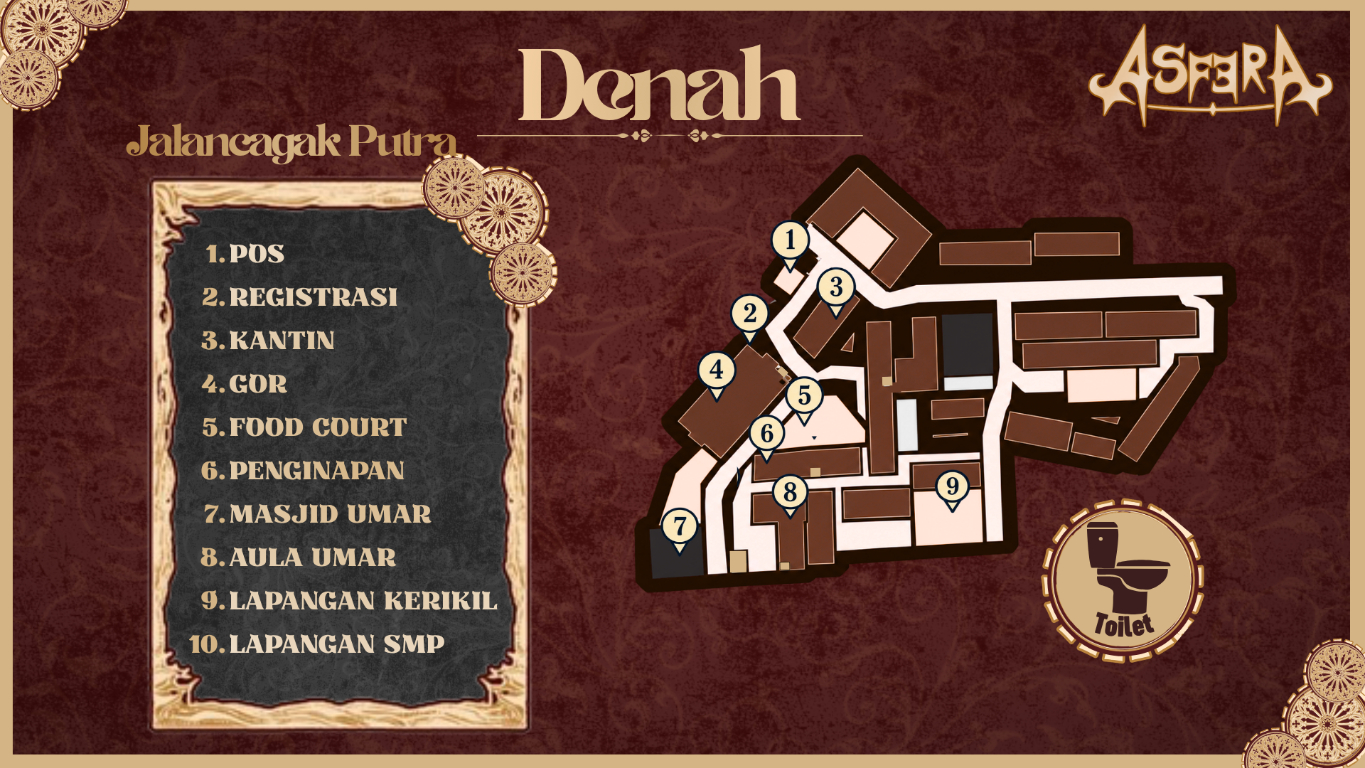 Denah
ASFERA
Jalancagak Putra
1. POS
2. REGISTRASI
3. KANTIN
4. GOR
5. FOOD COURT
6. PENGINAPAN
7. MASJID UMAR
8. AULA UMAR
9. LAPANGAN KERIKIL
10. LAPANGAN SMP
1
3
2
4
5
6
8
9
7
Toilet